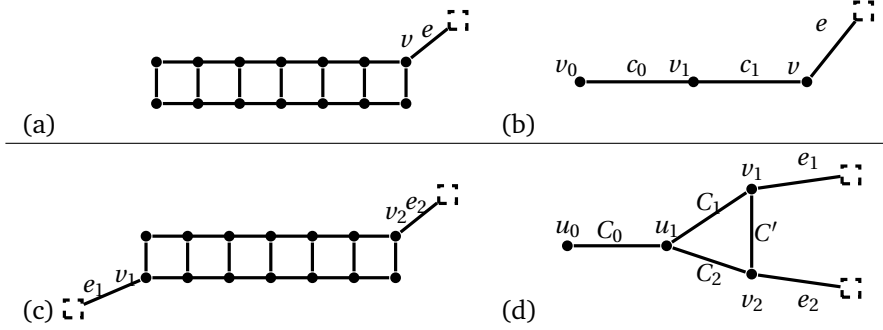 v e
(a)
v₀ c₀ v₁ c₁ v e
(b)
e₁ v₁ v₂ e₂
(c)
u₀ C₀ u₁ C₁ C₂ C′ v₁ v₂ e₁ e₂
(d)